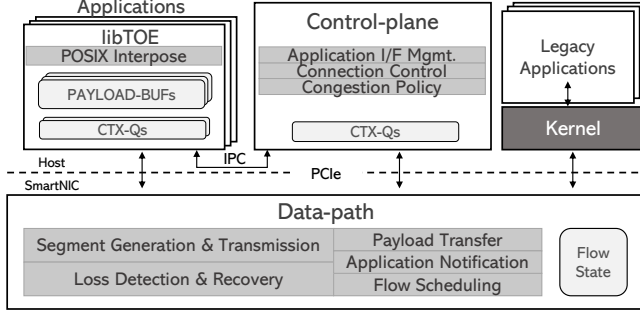 Applications
libTOE
POSIX Interpose
PAYLOAD-BUFs
CTX-Qs
Control-plane
Application I/F Mgmt.
Connection Control
Congestion Policy
CTX-Qs
Legacy
Applications
Kernel
IPC
Host
PCIe
SmartNIC
Data-path
Segment Generation & Transmission
Loss Detection & Recovery
Payload Transfer
Application Notification
Flow Scheduling
Flow
State